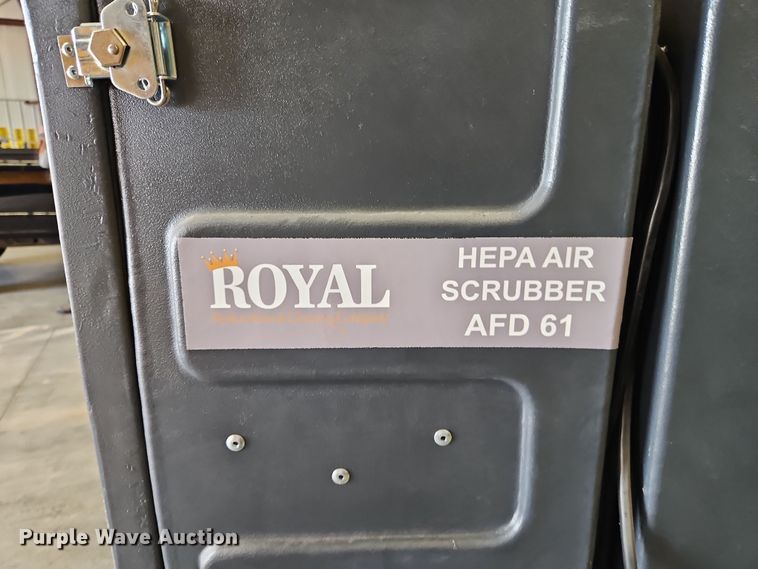 ROYAL
HEPA AIR
SCRUBBER
AFD 61
Purple Wave Auction